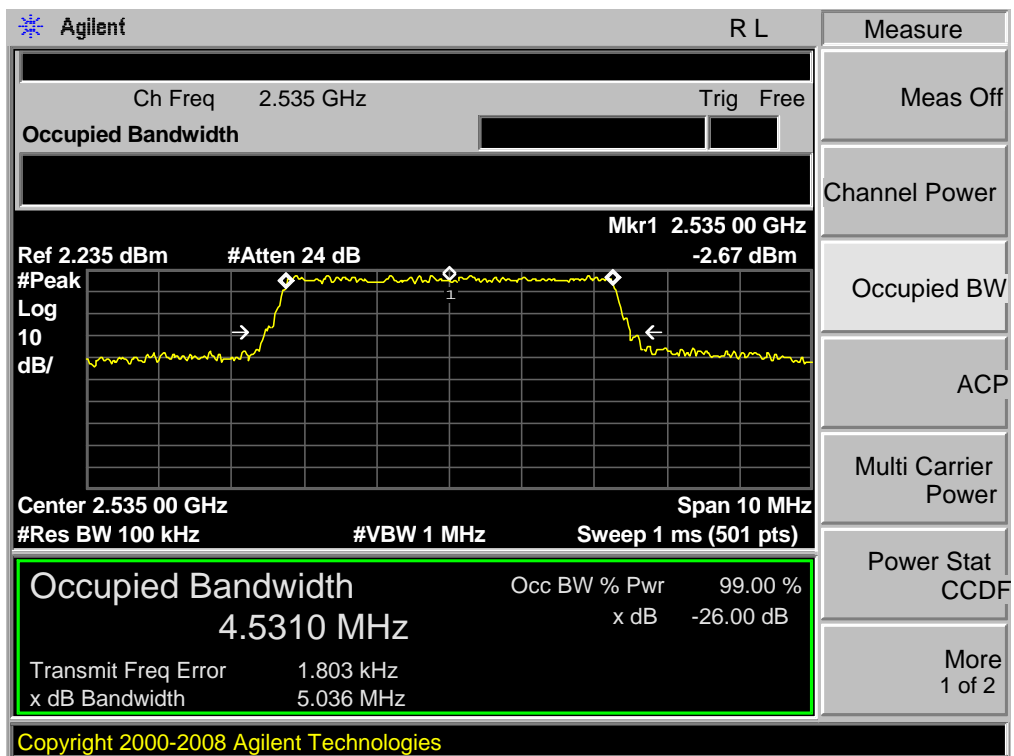 Agilent R L
Ch Freq 2.535 GHz Trig Free
Occupied Bandwidth
Mkr1 2.535 00 GHz
Ref 2.235 dBm #Atten 24 dB -2.67 dBm
#Peak
Log
10
dB/
1
Center 2.535 00 GHz Span 10 MHz
#Res BW 100 kHz #VBW 1 MHz Sweep 1 ms (501 pts)
Occupied Bandwidth Occ BW % Pwr 99.00 %
4.5310 MHz x dB -26.00 dB
Transmit Freq Error 1.803 kHz
x dB Bandwidth 5.036 MHz
Copyright 2000-2008 Agilent Technologies
Measure
Meas Off
Channel Power
Occupied BW
ACP
Multi Carrier
Power
Power Stat
CCDF
More
1 of 2